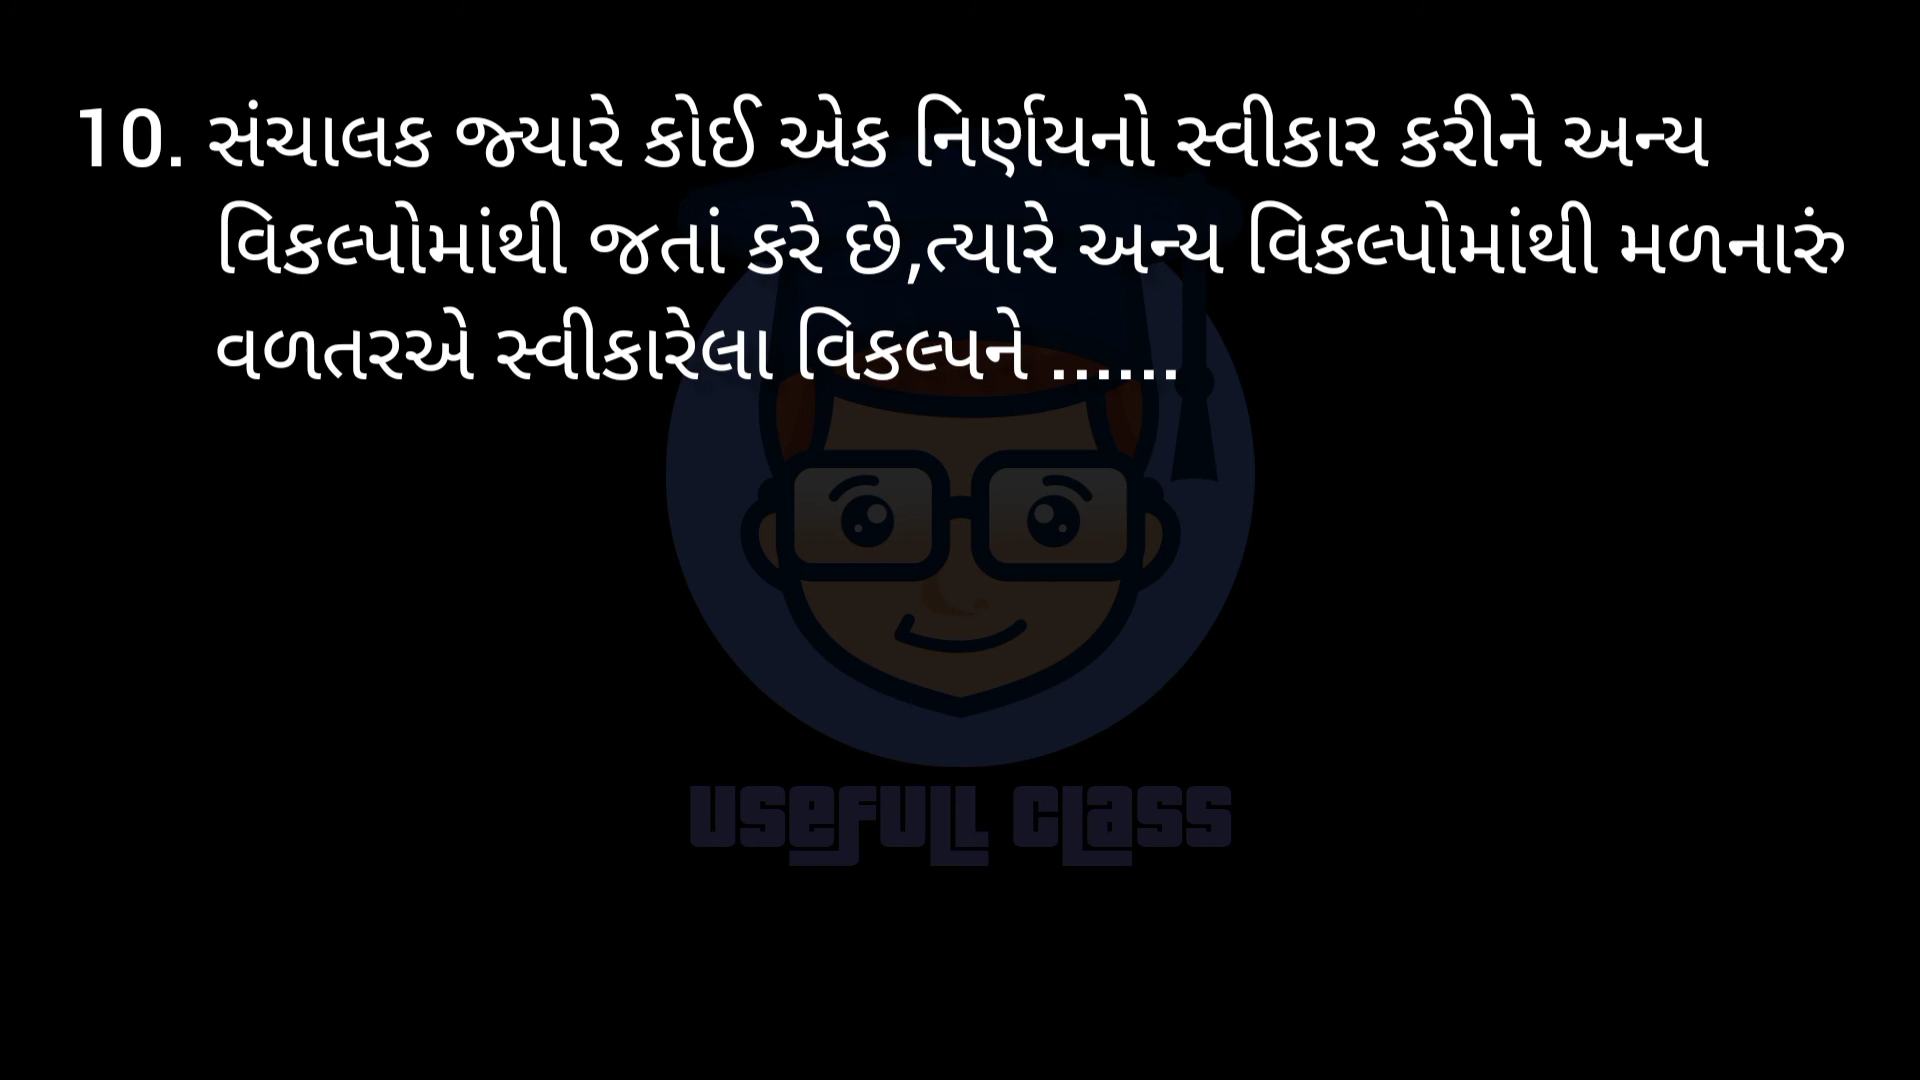 10. સંચાલક જ્યારે કોઈ એક નિર્ણયનો સ્વીકાર કરીને અન્ય
વિકલ્પોમાંથી જતાં કરે છે,ત્યારે અન્ય વિકલ્પોમાંથી મળનારું
વળતરએ સ્વીકારેલા વિકલ્પને ......
USEFULL CLASS